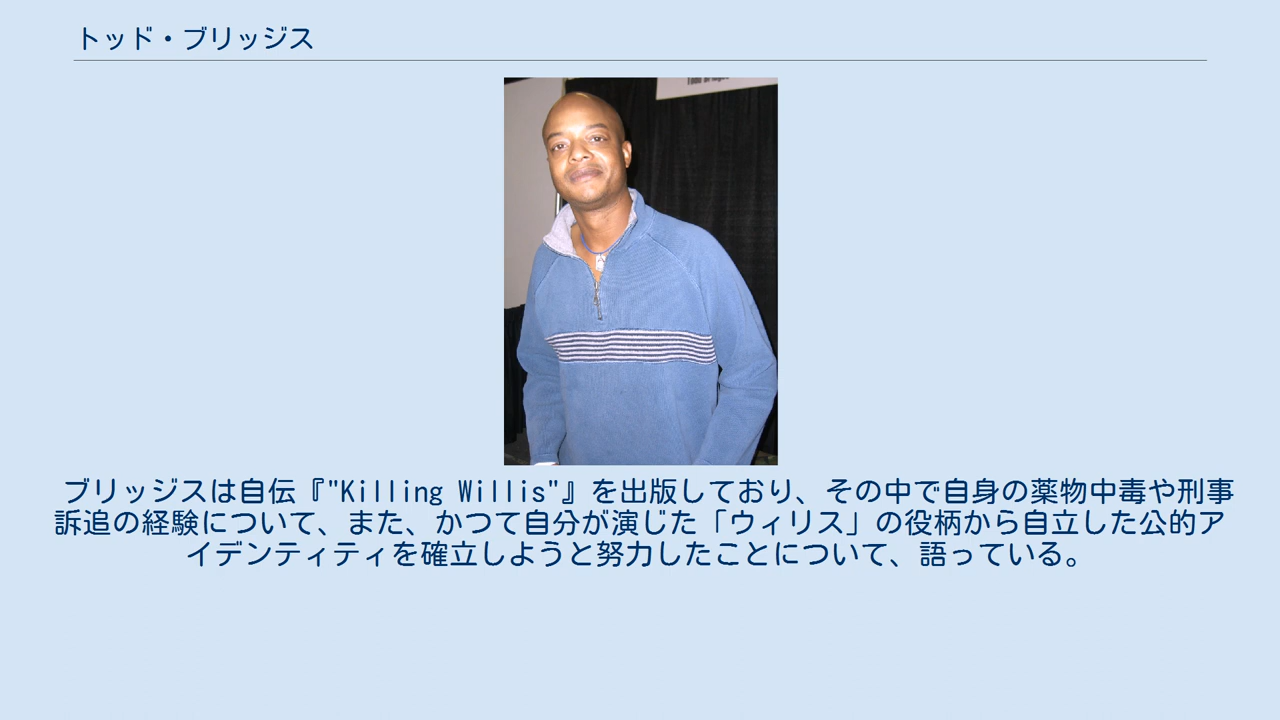 トッド・ブリッジス
ブリッジスは自伝『"Killing Willis"』を出版しており、その中で自身の薬物中毒や刑事
訴追の経験について、また、かつて自分が演じた「ウィリス」の役柄から自立した公的ア
イデンティティを確立しようと努力したことについて、語っている。